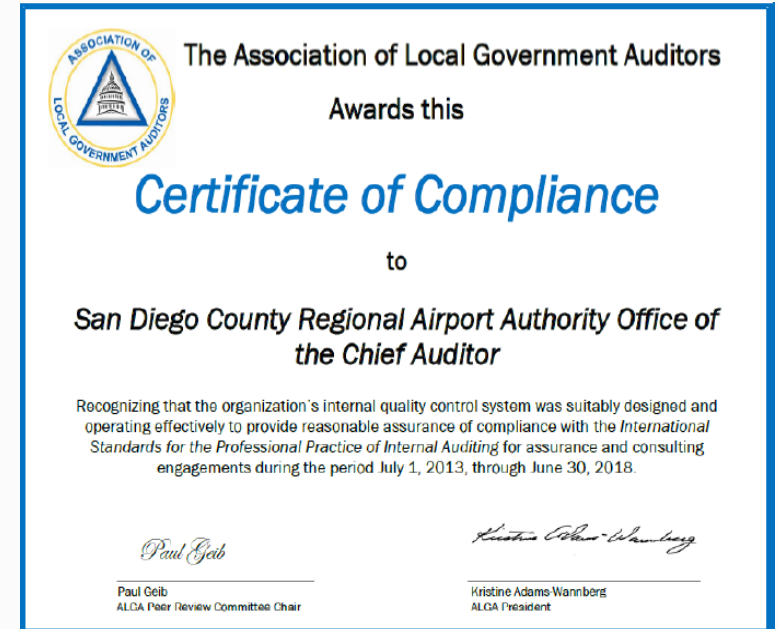 ASSOCIATION OF
LOCAL GOVERNMENT AUDITORS
The Association of Local Government Auditors
Awards this
Certificate of Compliance
to
San Diego County Regional Airport Authority Office of
the Chief Auditor
Recognizing that the organization's internal quality control system was suitably designed and
operating effectively to provide reasonable assurance of compliance with the International
Standards for the Professional Practice of Internal Auditing for assurance and consulting
engagements during the period July 1, 2013, through June 30, 2018.
Paul Geib
Kristine Adams-Wannberg
Paul Geib
ALGA Peer Review Committee Chair
Kristine Adams-Wannberg
ALGA President